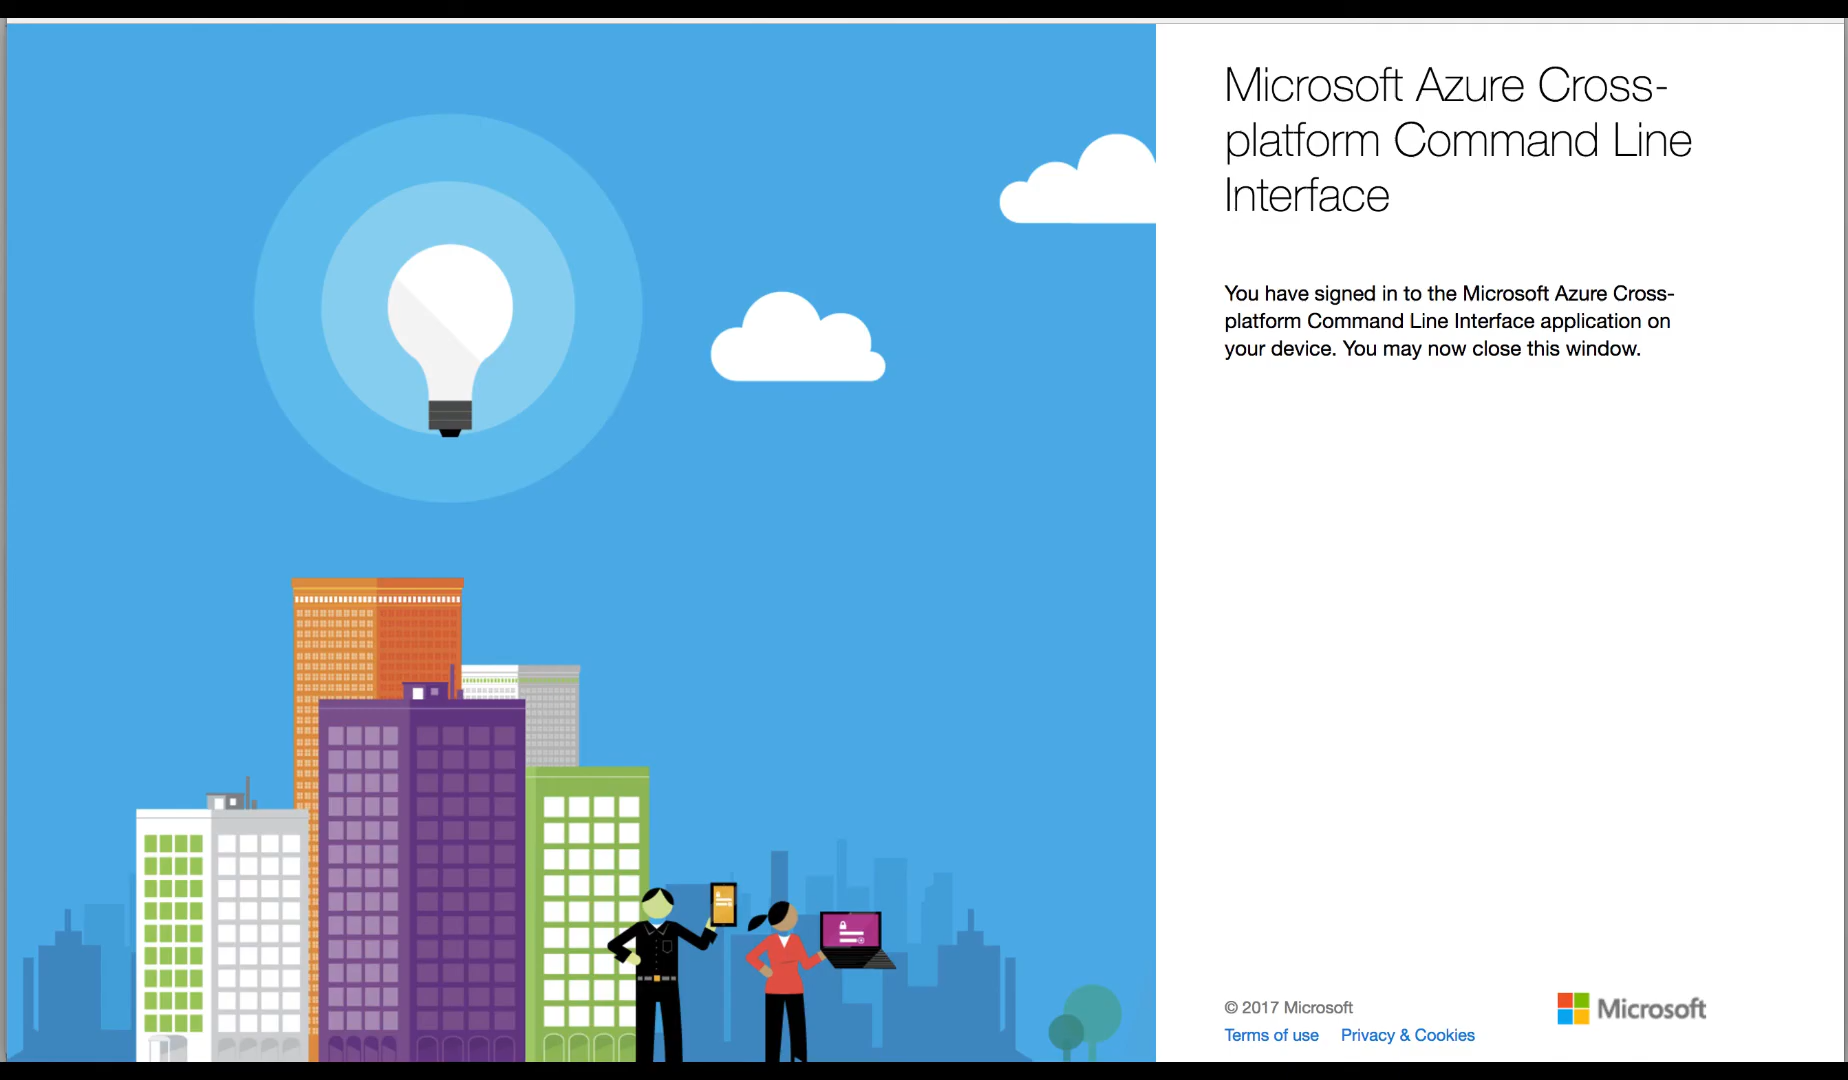 Microsoft Azure Cross-
platform Command Line
Interface
You have signed in to the Microsoft Azure Cross-
platform Command Line Interface application on
your device. You may now close this window.
© 2017 Microsoft
Terms of use Privacy & Cookies
Microsoft